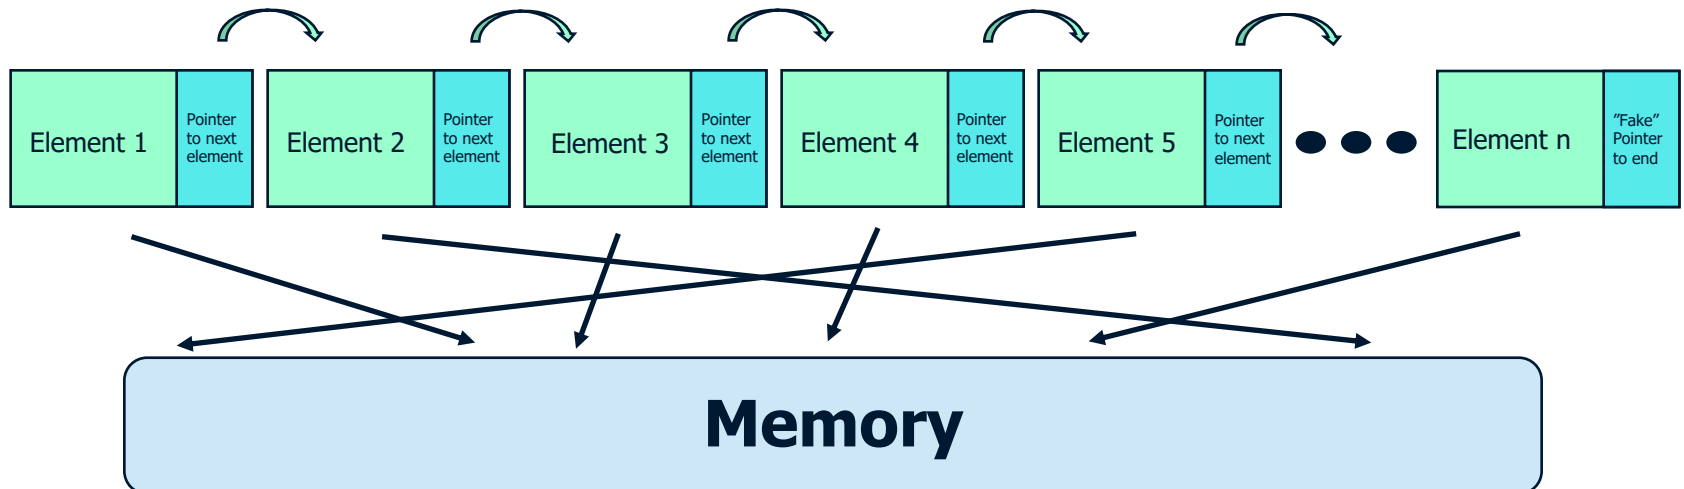 Element 1
Pointer
to next
element
Element 2
Pointer
to next
element
Element 3
Pointer
to next
element
Element 4
Pointer
to next
element
Element 5
Pointer
to next
element
Element n
”Fake”
Pointer
to end
Memory